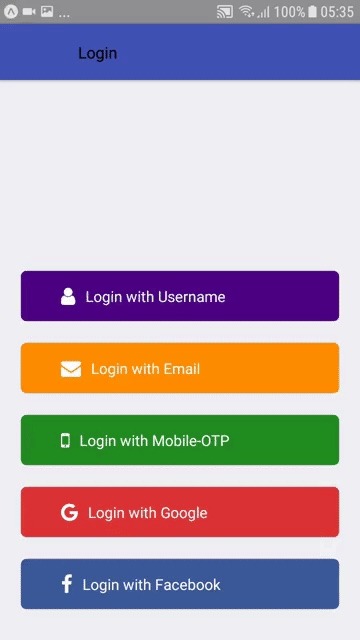 ... 100% 05:35
Login
Login with Username
Login with Email
Login with Mobile-OTP
Login with Google
Login with Facebook